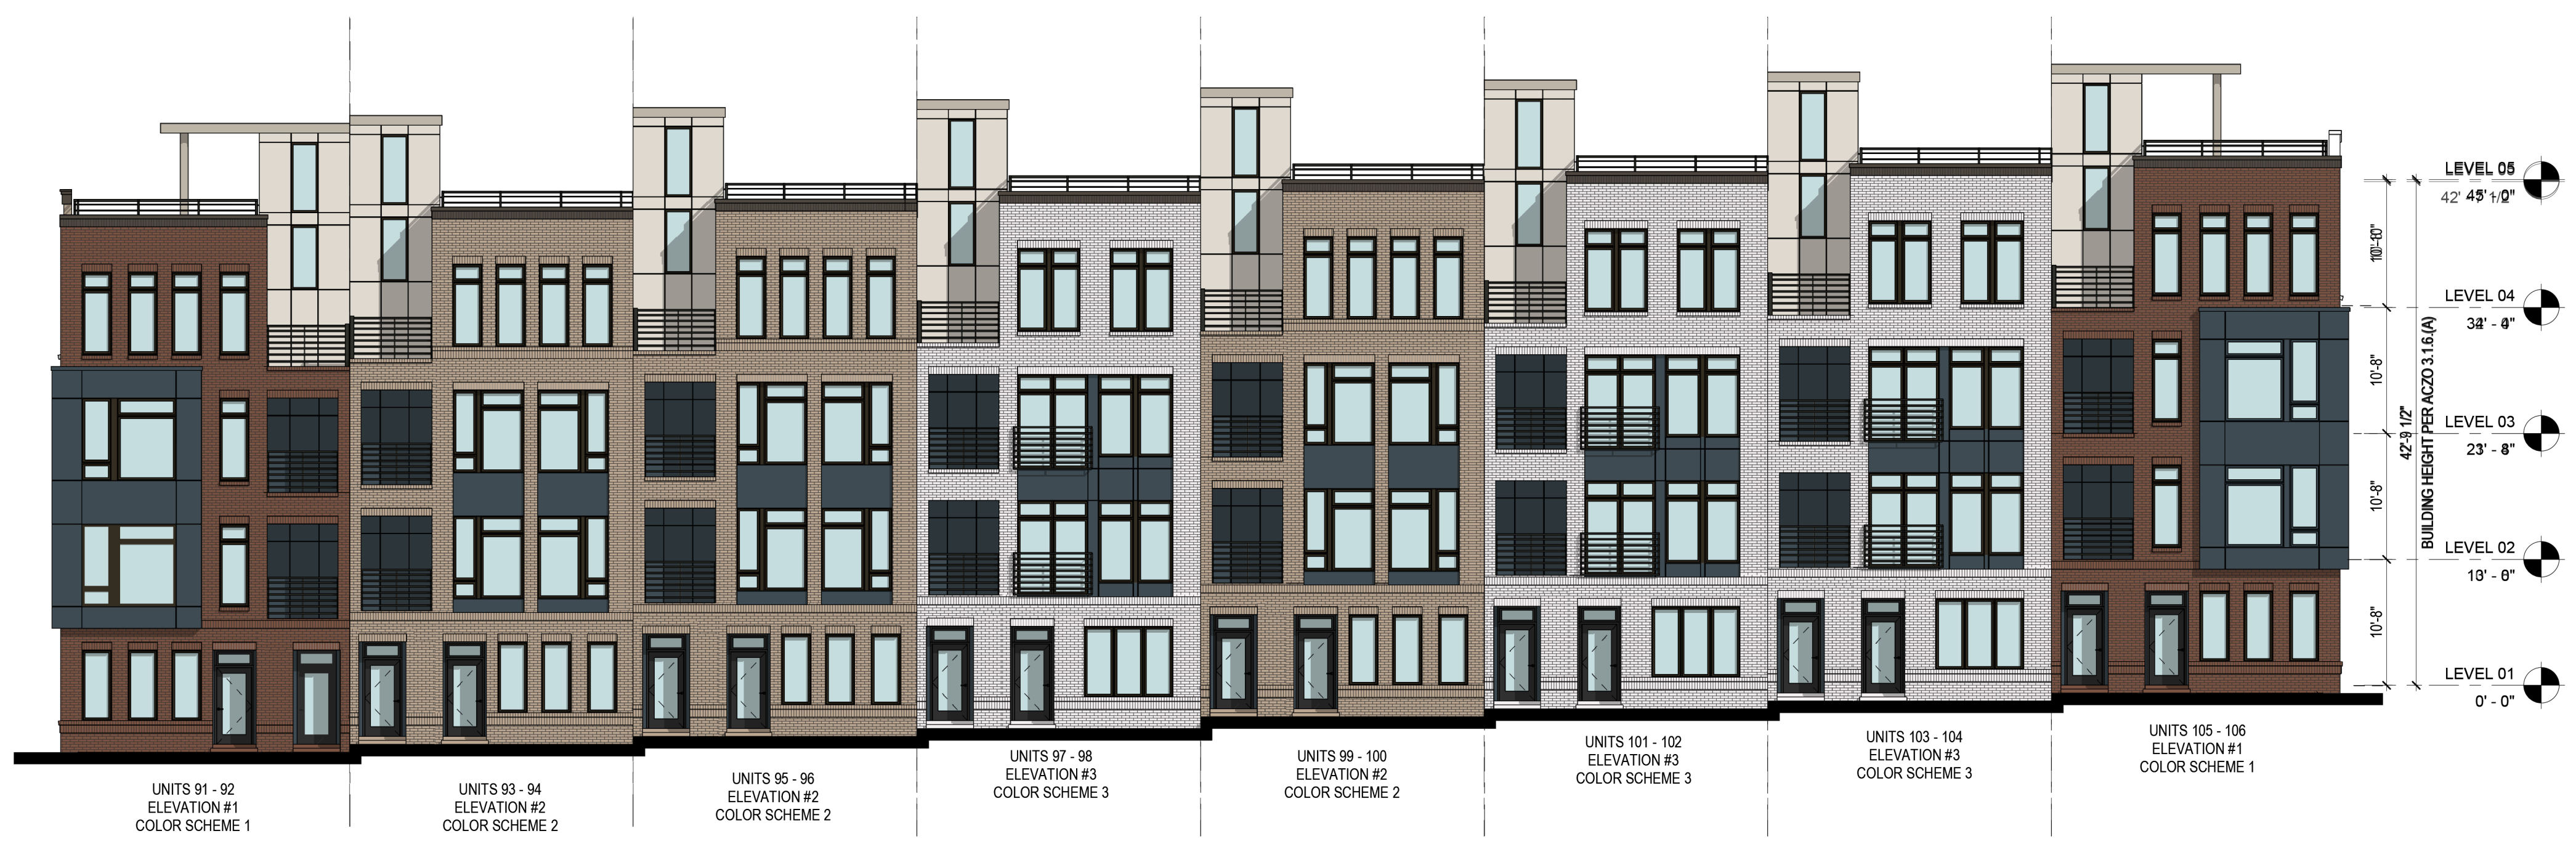 UNITS 91 - 92
ELEVATION #1
COLOR SCHEME 1
UNITS 93 - 94
ELEVATION #2
COLOR SCHEME 2
UNITS 95 - 96
ELEVATION #2
COLOR SCHEME 2
UNITS 97 - 98
ELEVATION #3
COLOR SCHEME 3
UNITS 99 - 100
ELEVATION #2
COLOR SCHEME 2
UNITS 101 - 102
ELEVATION #3
COLOR SCHEME 3
UNITS 103 - 104
ELEVATION #3
COLOR SCHEME 3
UNITS 105 - 106
ELEVATION #1
COLOR SCHEME 1
10'-8"
10'-8"
10'-8"
42'-9 1/2"
BUILDING HEIGHT PER ACZO 3.1.6.(A)
LEVEL 05
LEVEL 04
LEVEL 03
LEVEL 02
LEVEL 01
0' - 0"